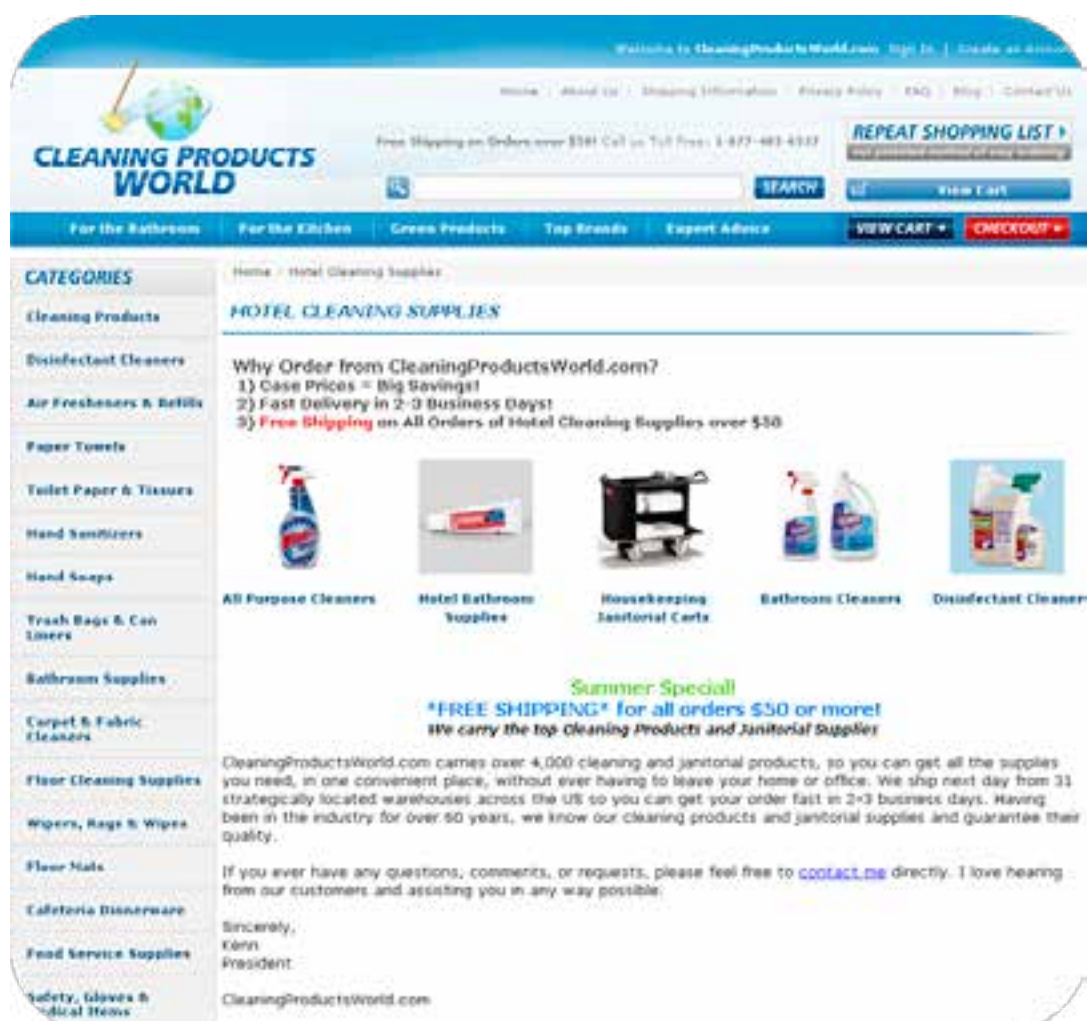 Welcome to CleaningProductsWorld.com Sign In | Create an Account
Home | About Us | Shipping Information | Privacy Policy | FAQ | Blog | Contact Us
CLEANING PRODUCTS
WORLD
Free Shipping on Orders over $50! Call us Toll Free:
REPEAT SHOPPING LIST
SEARCH
View Cart
For the Bathroom
For the Kitchen
Green Products
Top Brands
Expert Advice
VIEW CART
CHECKOUT
CATEGORIES
Cleaning Products
Disinfectant Cleaners
Air Fresheners & Refills
Paper Towels
Toilet Paper & Tissues
Hand Sanitizers
Hand Soaps
Trash Bags & Can
Liners
Bathroom Supplies
Carpet & Fabric
Cleaners
Floor Cleaning Supplies
Wipers, Rags & Wipes
Floor Mats
Cafeteria Dinnerware
Food Service Supplies
Safety, Gloves &
Medical Items
Home / Hotel Cleaning Supplies
HOTEL CLEANING SUPPLIES
Why Order from CleaningProductsWorld.com?
1) Case Prices = Big Savings!
2) Fast Delivery in 2-3 Business Days!
3) Free Shipping on All Orders of Hotel Cleaning Supplies over $50
All Purpose Cleaners
Hotel Bathroom
Supplies
Housekeeping
Janitorial Carts
Bathroom Cleaners
Disinfectant Cleaner
Summer Special!
*FREE SHIPPING* for all orders $50 or more!
We carry the top Cleaning Products and Janitorial Supplies
CleaningProductsWorld.com carries over 4,000 cleaning and janitorial products, so you can get all the supplies
you need, in one convenient place, without ever having to leave your home or office. We ship next day from 31
strategically located warehouses across the US so you can get your order fast in 2-3 business days. Having
been in the industry for over 60 years, we know our cleaning products and janitorial supplies and guarantee their
quality.
If you ever have any questions, comments, or requests, please feel free to contact me directly. I love hearing
from our customers and assisting you in any way possible.
Sincerely,
Kenn
President
CleaningProductsWorld.com